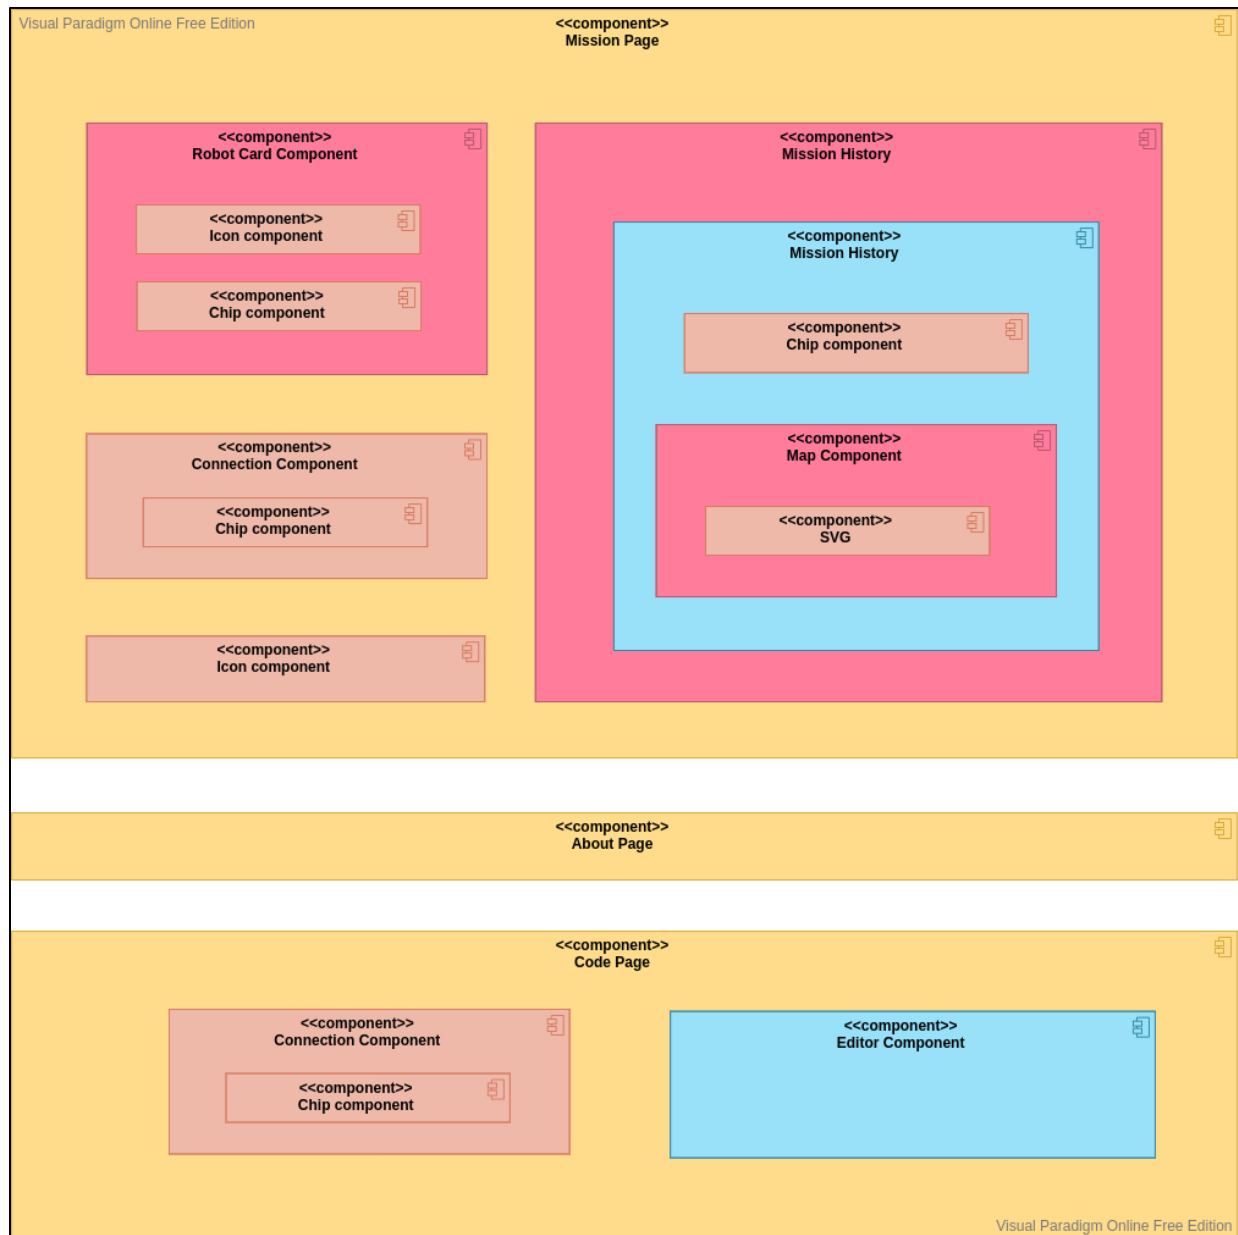 Visual Paradigm Online Free Edition
<<component>>
Mission Page
<<component>>
Robot Card Component
<<component>>
Icon component
<<component>>
Chip component
<<component>>
Connection Component
<<component>>
Chip component
<<component>>
Icon component
<<component>>
Mission History
<<component>>
Mission History
<<component>>
Chip component
<<component>>
Map Component
<<component>>
SVG
<<component>>
About Page
<<component>>
Code Page
<<component>>
Connection Component
<<component>>
Chip component
<<component>>
Editor Component
Visual Paradigm Online Free Edition